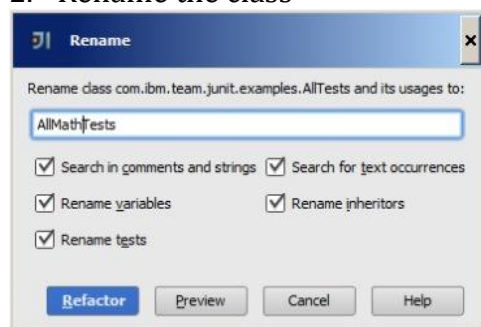 2. Rename the class
Rename
Rename class com.ibm.team.junit.examples.AllTests and its usages to:
AllMathTests
Search in comments and strings Search for text occurrences
Rename variables Rename inheritors
Rename tests
Refactor Preview Cancel Help